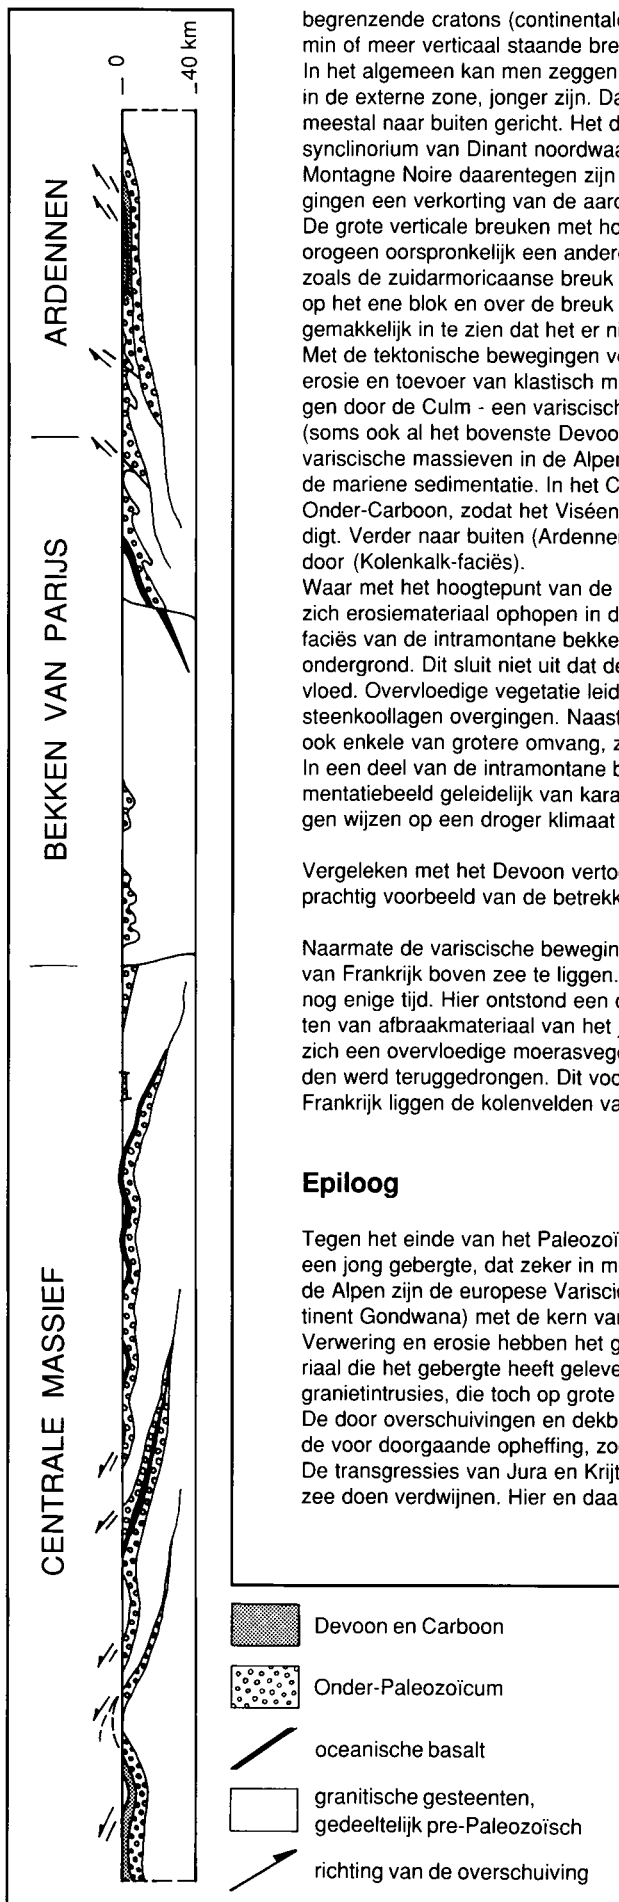 0
40 km
ARDENNEN
BEKKEN VAN PARIJS
CENTRALE MASSIEF
begrenzende cratons (continentale
min of meer verticaal staande bre
In het algemeen kan men zeggen
in de externe zone, jonger zijn. Da
meestal naar buiten gericht. Het d
synclinorium van Dinant noordwaa
Montagne Noire daarentegen zijn
gingen een verkorting van de aard
De grote verticale breuken met ho
orogeen oorspronkelijk een andere
zoals de zuidarmoricaanse breuk
op het ene blok en over de breuk
gemakkelijk in te zien dat het er ni
Met de tektonische bewegingen ve
erosie en toevoer van klastisch m
gen door de Culm - een variscisch
(soms ook al het bovenste Devoo
variscische massieven in de Alpen
de mariene sedimentatie. In het C
Onder-Carboon, zodat het Viséen
digt. Verder naar buiten (Ardenner
door (Kolenkalk-faciës).
Waar met het hoogtepunt van de
zich erosiemateriaal ophopen in d
faciës van de intramontane bekke
ondergrond. Dit sluit niet uit dat de
vloed. Overvloedige vegetatie leid
steenkoollagen overgingen. Naast
ook enkele van grotere omvang, z
In een deel van de intramontane b
mentatiebeeld geleidelijk van kara
gen wijzen op een droger klimaat
Vergeleken met het Devoon verto
prachtig voorbeeld van de betrekk
Naarmate de variscische beweging
van Frankrijk boven zee te liggen.
nog enige tijd. Hier ontstond een d
ten van afbraakmateriaal van het j
zich een overvloedige moerasvege
den werd teruggedrongen. Dit voo
Frankrijk liggen de kolenvelden va
Epiloog
Tegen het einde van het Paleozoï
een jong gebergte, dat zeker in m
de Alpen zijn de europese Variscie
tinent Gondwana) met de kern van
Verwering en erosie hebben het g
riaal die het gebergte heeft geleve
granietintrusies, die toch op grote
De door overschuivingen en dekb
de voor doorgaande opheffing, zo
De transgressies van Jura en Krijt
zee doen verdwijnen. Hier en daa
Devoon en Carboon
Onder-Paleozoïcum
oceanische basalt
granitische gesteenten,
gedeeltelijk pre-Paleozoïsch
richting van de overschuiving